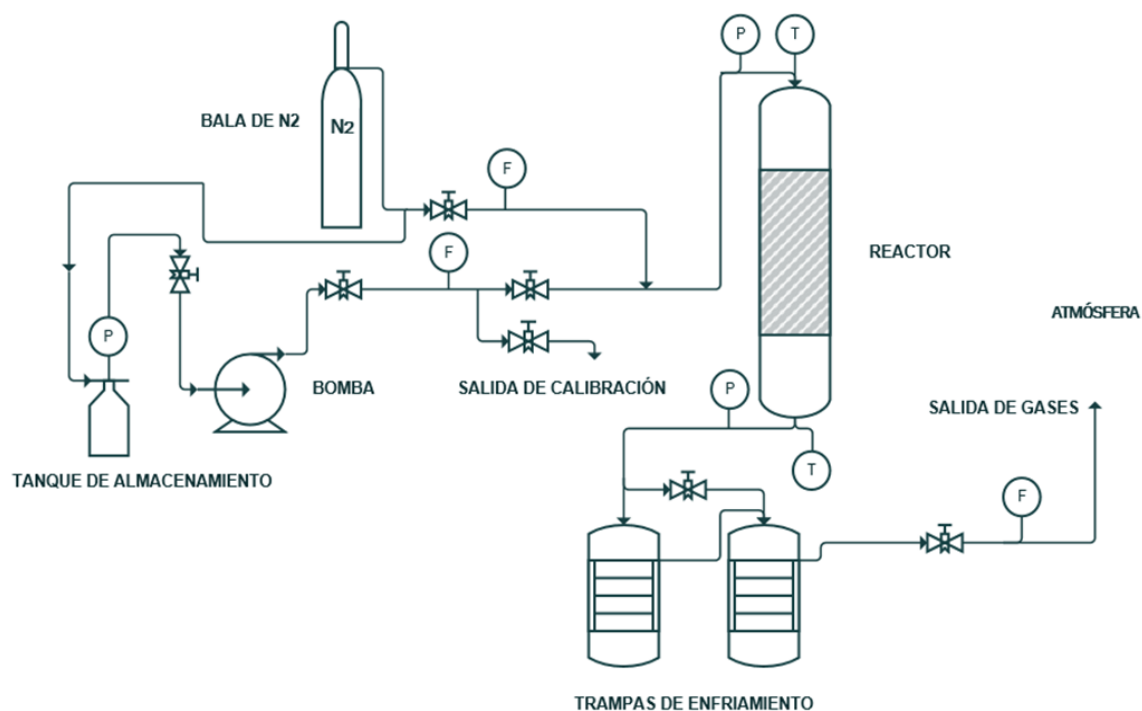 P
T
BALA DE N2
N2
F
F
REACTOR
P
ATMÓSFERA
BOMBA
SALIDA DE CALIBRACIÓN
P
SALIDA DE GASES
TANQUE DE ALMACENAMIENTO
T
F
TRAMPAS DE ENFRIAMIENTO